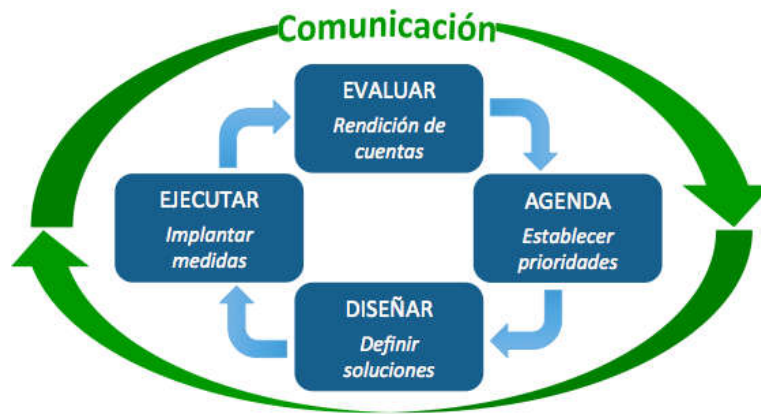 Comunicación
EVALUAR
Rendición de
cuentas
EJECUTAR
Implantar
medidas
AGENDA
Establecer
prioridades
DISEÑAR
Definir
soluciones